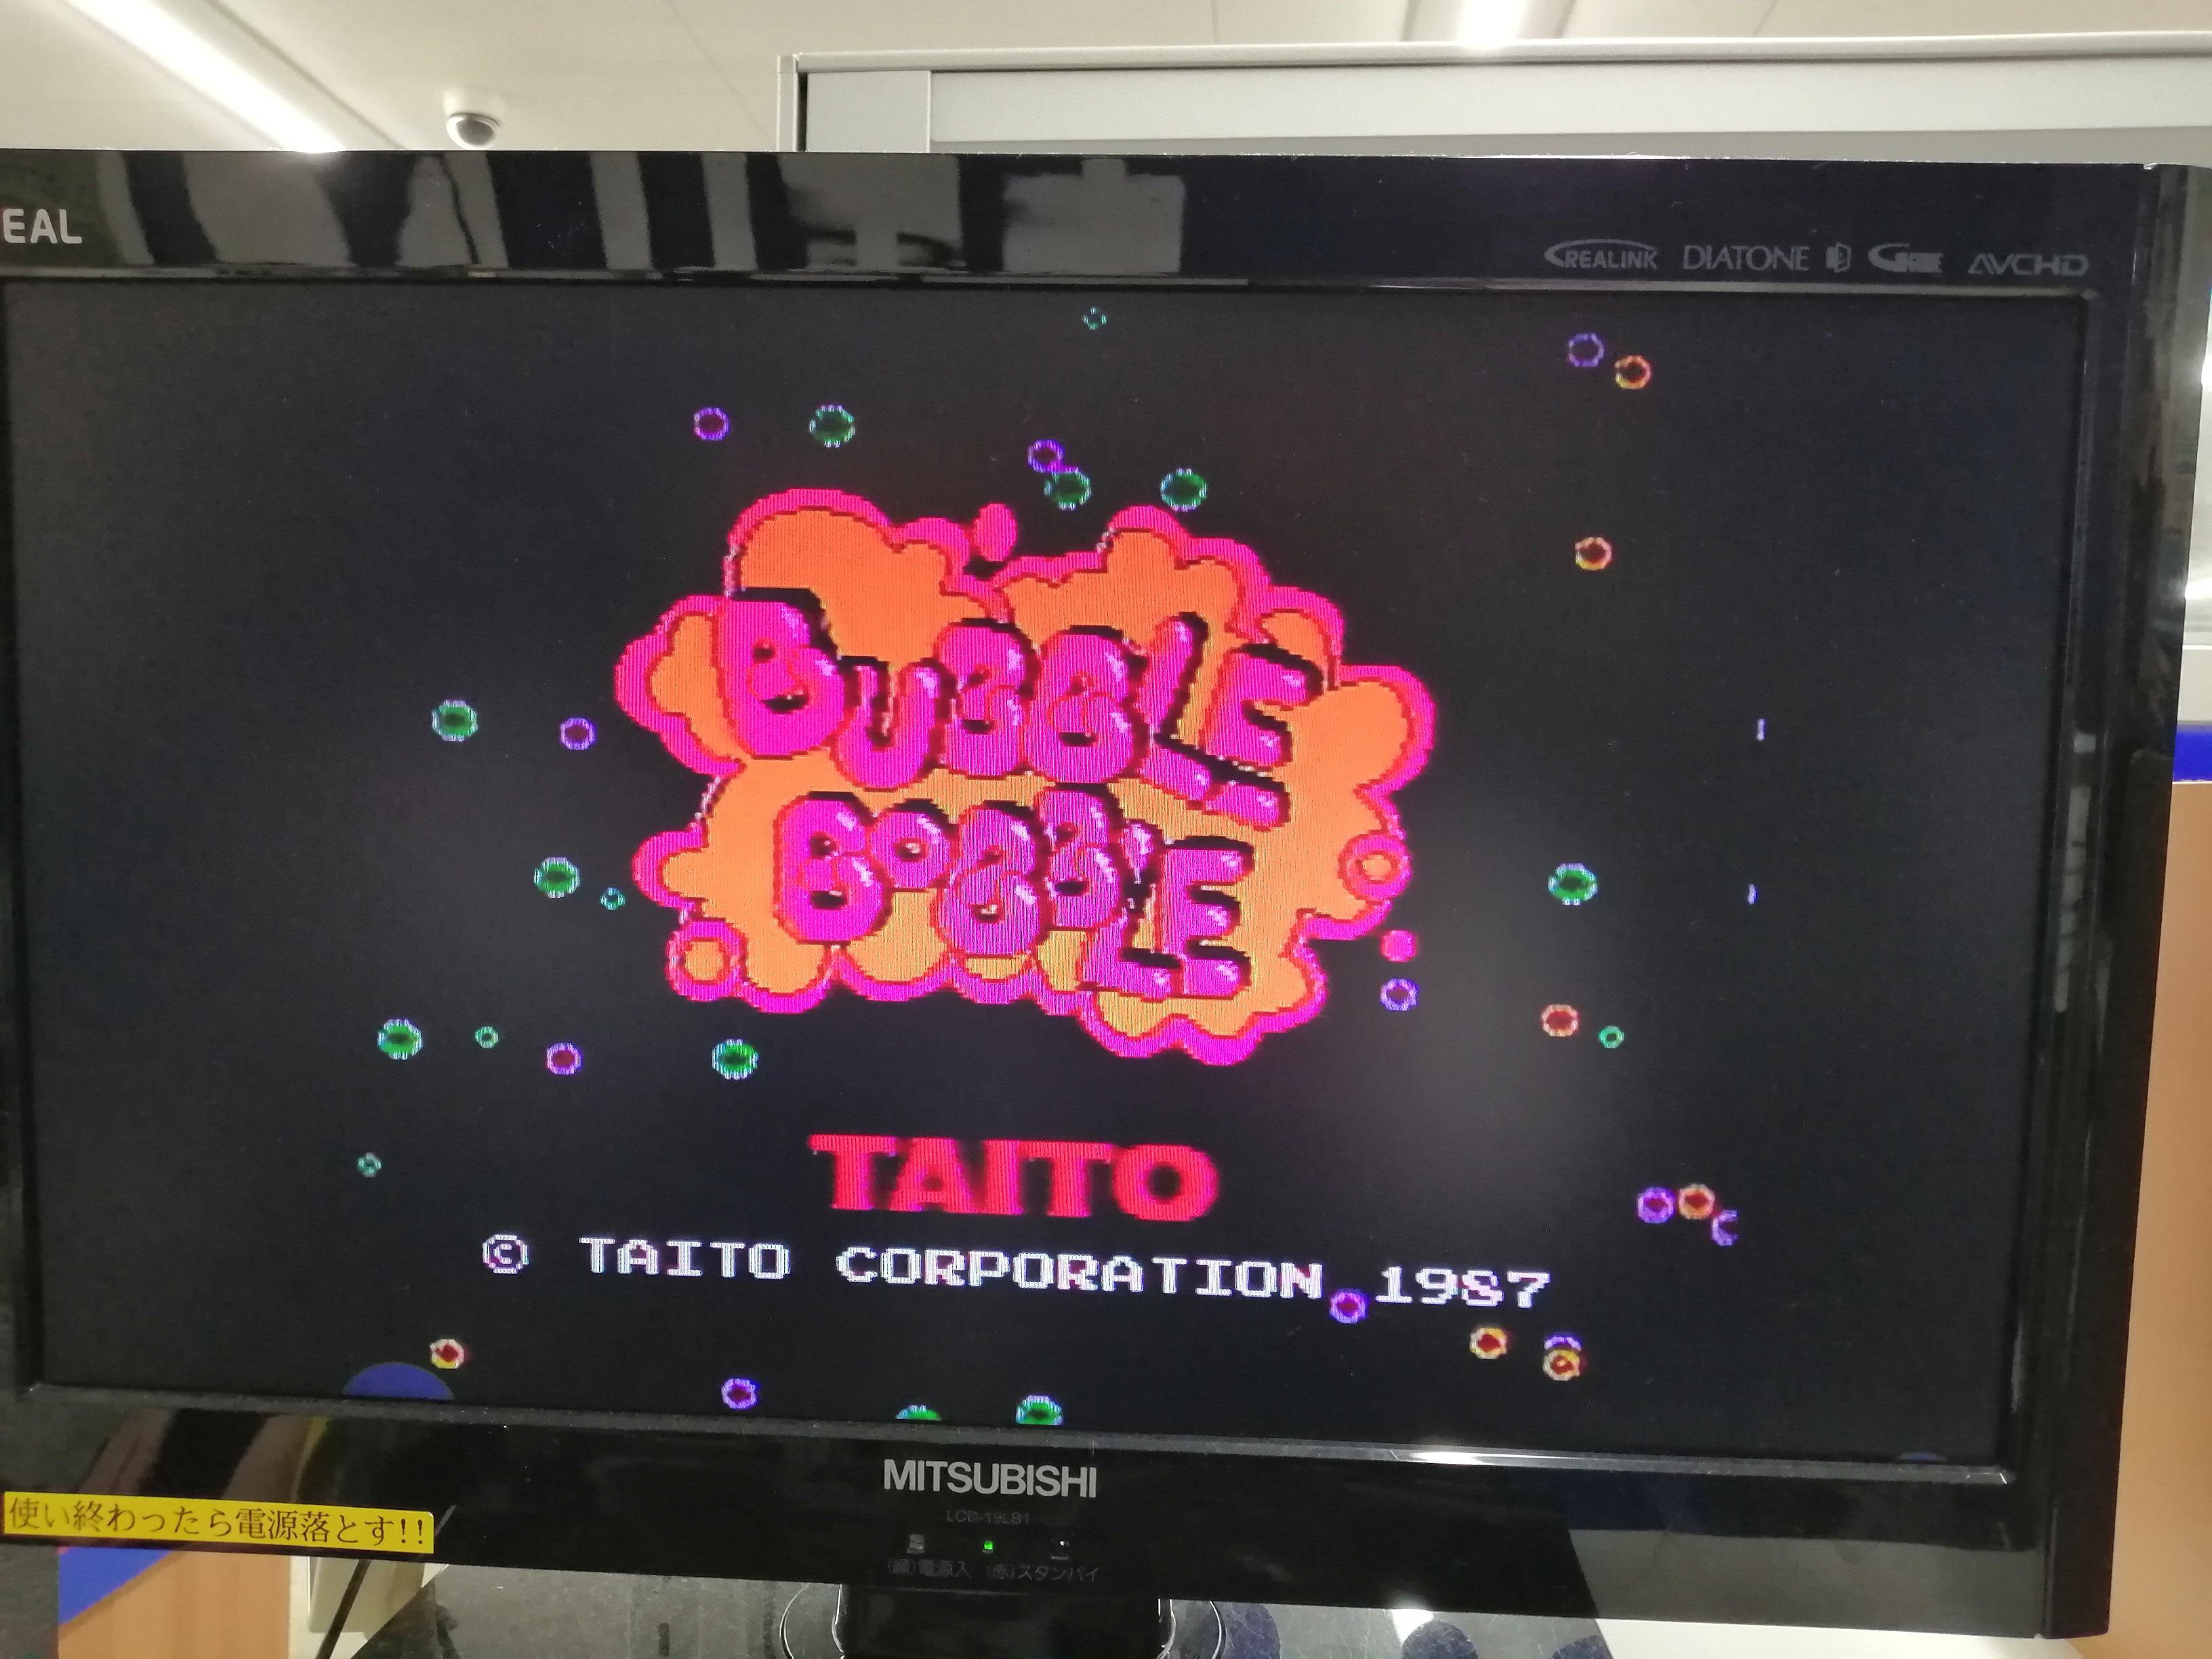 EAL
REALINK DIATONE AVCHD
BUBBLE
BOBBLE
TAITO
© TAITO CORPORATION 1987
MITSUBISHI
LCD-19LB1
使い終わったら電源落とす!!
(緑)電源入 (赤)スタンバイ